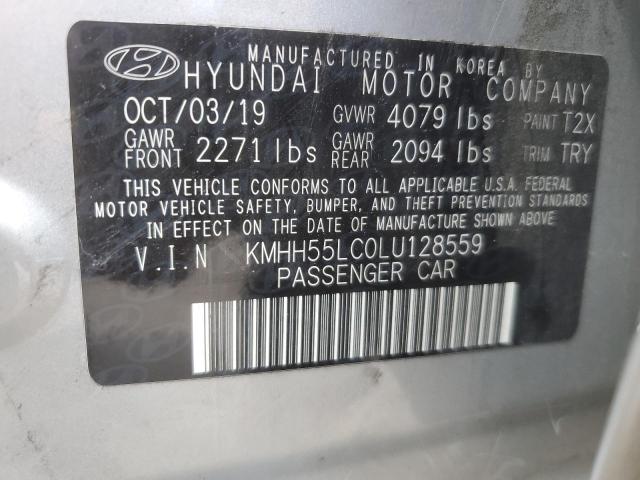 MANUFACTURED IN KOREA BY
HYUNDAI MOTOR COMPANY
OCT/03/19 GVWR 4079 lbs PAINT T2X
GAWR FRONT 2271 lbs GAWR REAR 2094 lbs TRIM TRY
THIS VEHICLE CONFORMS TO ALL APPLICABLE U.S.A. FEDERAL
MOTOR VEHICLE SAFETY, BUMPER, AND THEFT PREVENTION STANDARDS
IN EFFECT ON THE DATE OF MANUFACTURE SHOWN ABOVE.
V.I.N KMHH55LC0LU128559
PASSENGER CAR